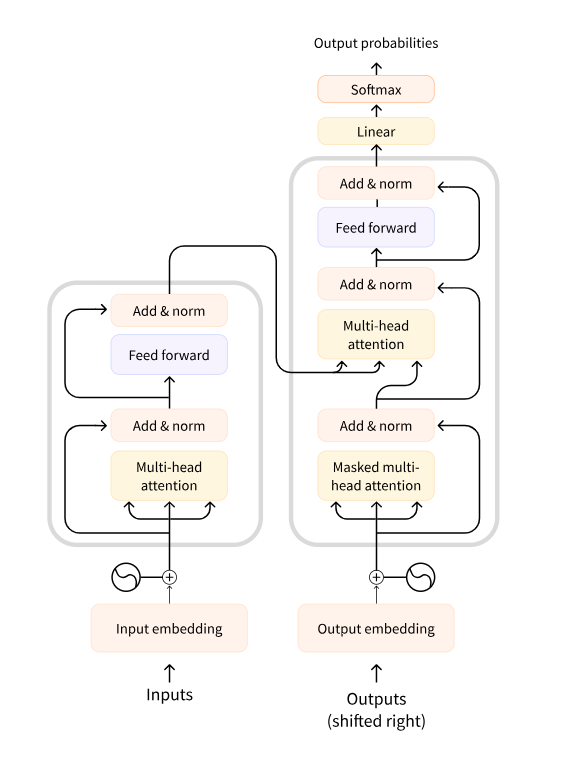 Output probabilities
Softmax
Linear
Add & norm
Feed forward
Add & norm
Multi-head
attention
Add & norm
Masked multi-
head attention
Output embedding
Outputs
(shifted right)
Add & norm
Feed forward
Add & norm
Multi-head
attention
Input embedding
Inputs